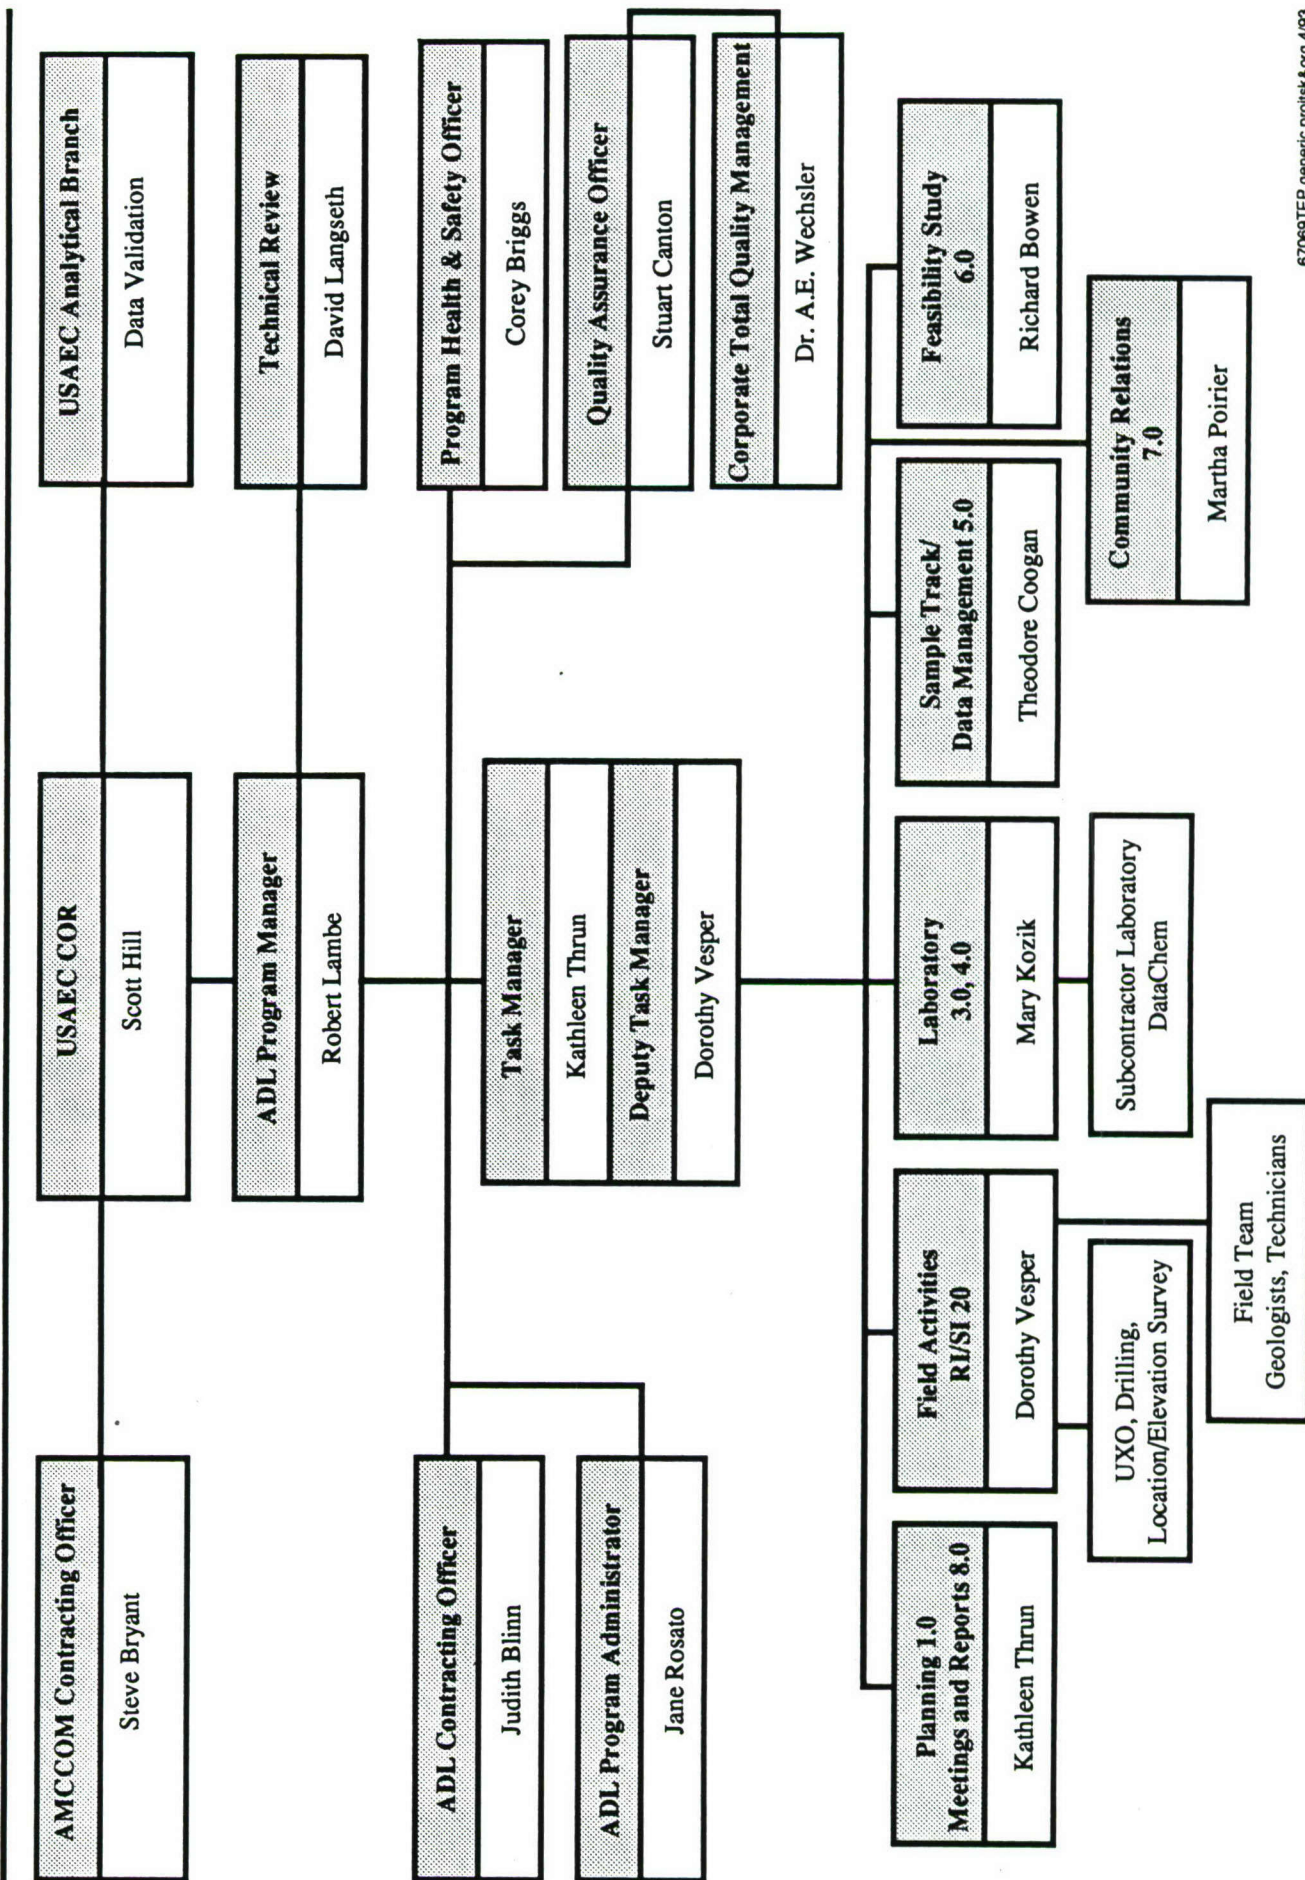 AMCCOM Contracting Officer
Steve Bryant
USAEC COR
Scott Hill
USAEC Analytical Branch
Data Validation
ADL Program Manager
Robert Lambe
Technical Review
David Langseth
ADL Contracting Officer
Judith Blinn
ADL Program Administrator
Jane Rosato
Task Manager
Kathleen Thrun
Deputy Task Manager
Dorothy Vesper
Program Health & Safety Officer
Corey Briggs
Quality Assurance Officer
Stuart Canton
Corporate Total Quality Management
Dr. A.E. Wechsler
Planning 1.0
Meetings and Reports 8.0
Kathleen Thrun
Field Activities
RI/SI 20
Dorothy Vesper
UXO, Drilling,
Location/Elevation Survey
Field Team
Geologists, Technicians
Laboratory
3.0, 4.0
Mary Kozik
Subcontractor Laboratory
DataChem
Sample Track/
Data Management 5.0
Theodore Coogan
Feasibility Study
6.0
Richard Bowen
Community Relations
7.0
Martha Poirier